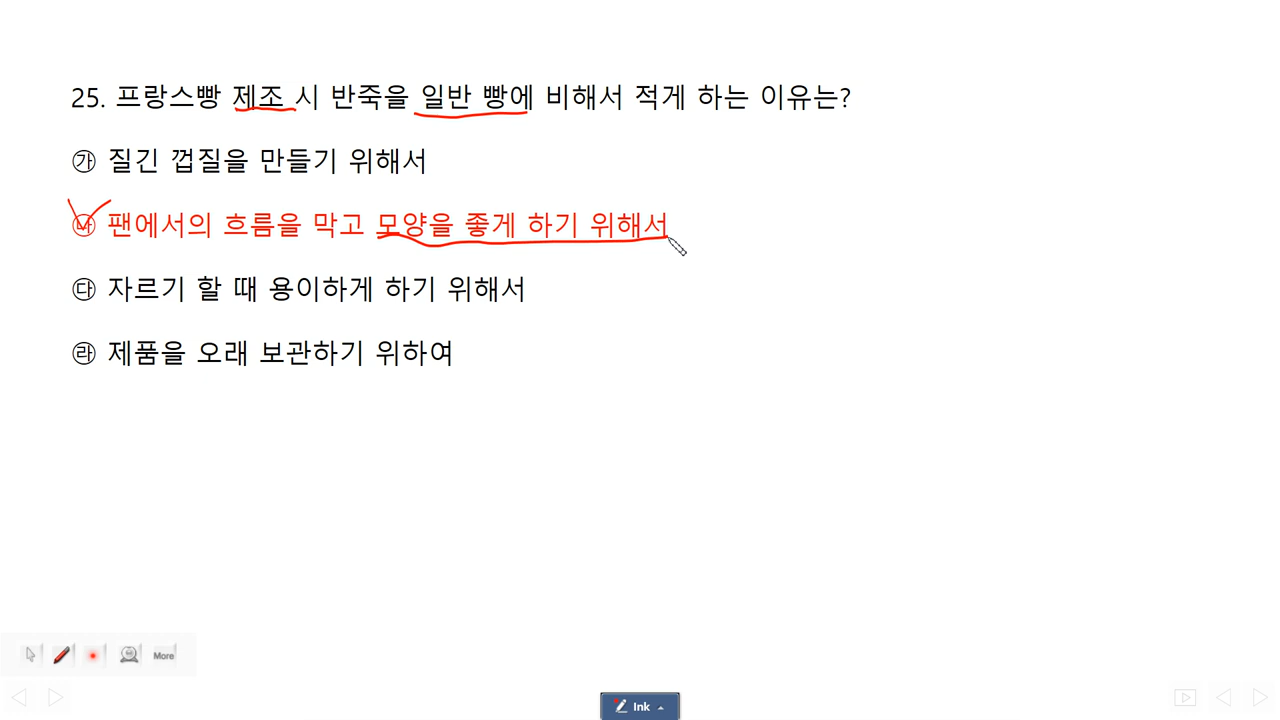 25. 프랑스빵 제조 시 반죽을 일반 빵에 비해서 적게 하는 이유는?
㉮ 질긴 껍질을 만들기 위해서
㉯ 팬에서의 흐름을 막고 모양을 좋게 하기 위해서
㉰ 자르기 할 때 용이하게 하기 위해서
㉱ 제품을 오래 보관하기 위하여
More
Ink